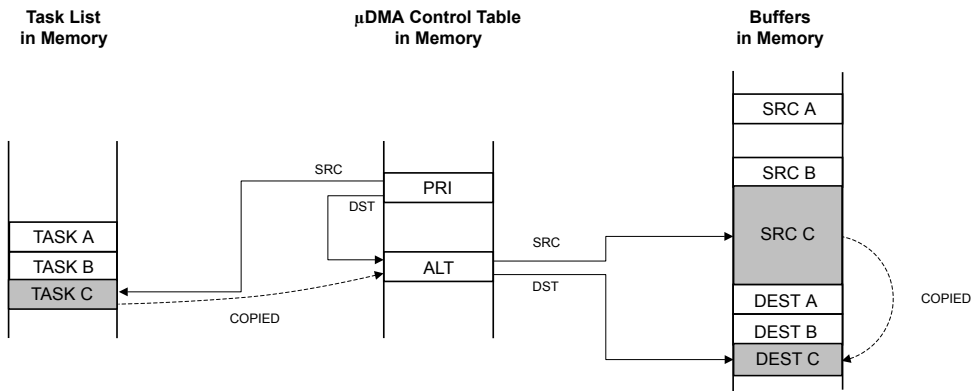 Task List
in Memory
μDMA Control Table
in Memory
Buffers
in Memory
SRC A
SRC B
SRC C
DEST A
DEST B
DEST C
SRC
PRI
DST
TASK A
TASK B
TASK C
ALT
SRC
DST
COPIED
COPIED